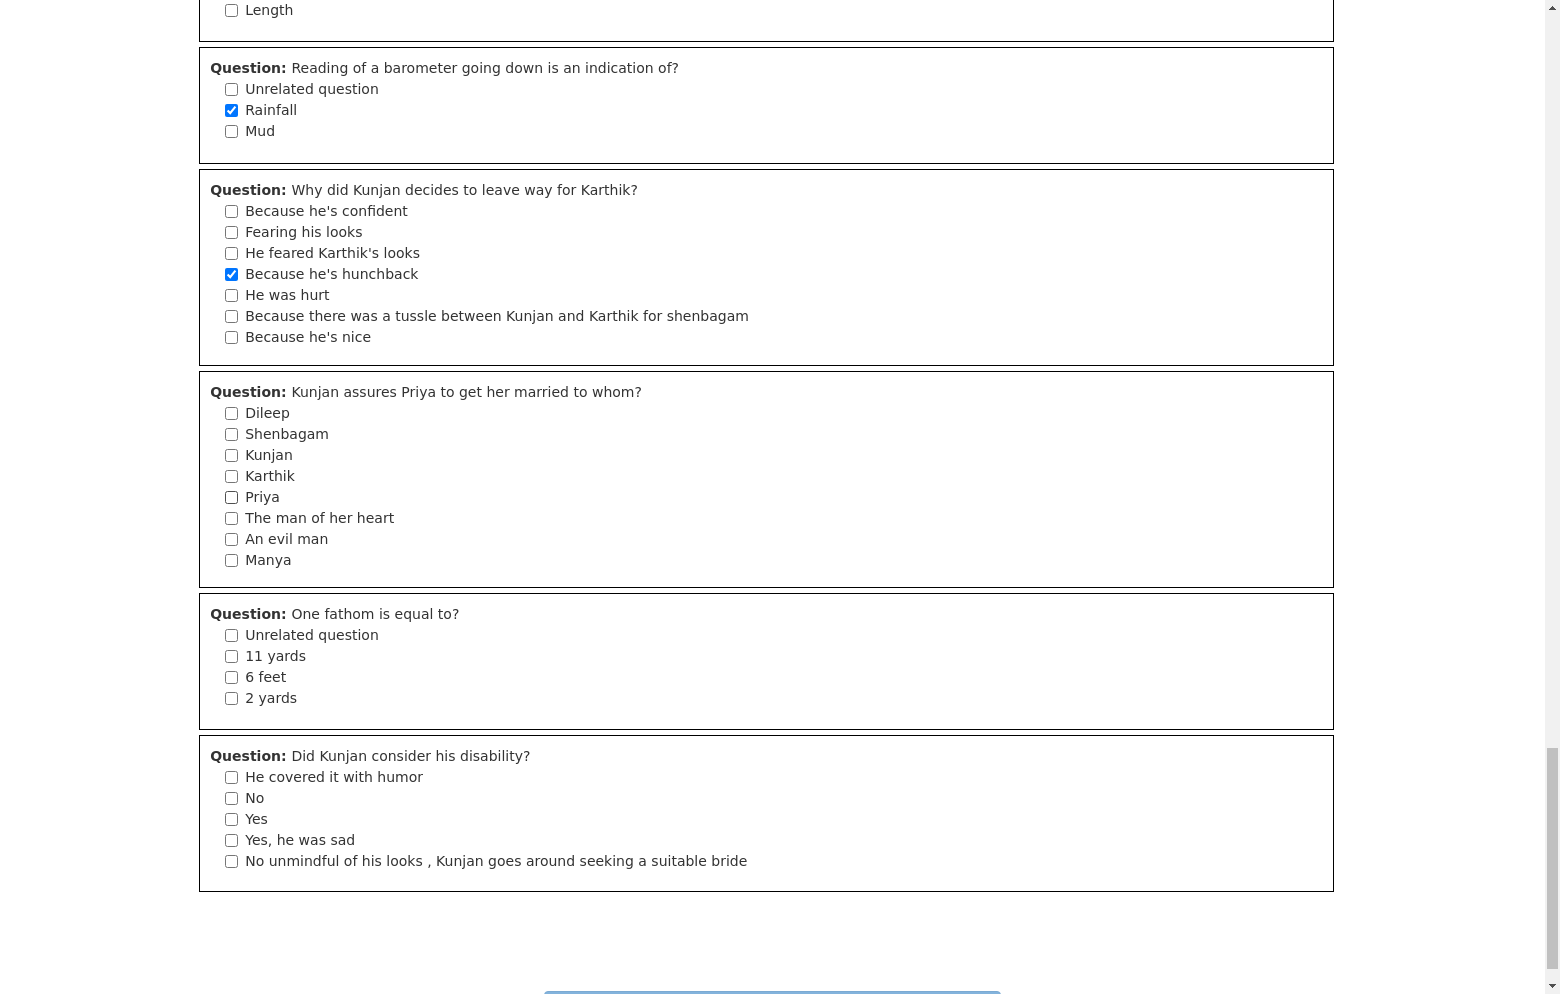 Length
Question: Reading of a barometer going down is an indication of?
Unrelated question
Rainfall
Mud
Question: Why did Kunjan decides to leave way for Karthik?
Because he's confident
Fearing his looks
He feared Karthik's looks
Because he's hunchback
He was hurt
Because there was a tussle between Kunjan and Karthik for shenbagam
Because he's nice
Question: Kunjan assures Priya to get her married to whom?
Dileep
Shenbagam
Kunjan
Karthik
Priya
The man of her heart
An evil man
Manya
Question: One fathom is equal to?
Unrelated question
11 yards
6 feet
2 yards
Question: Did Kunjan consider his disability?
He covered it with humor
No
Yes
Yes, he was sad
No unmindful of his looks , Kunjan goes around seeking a suitable bride